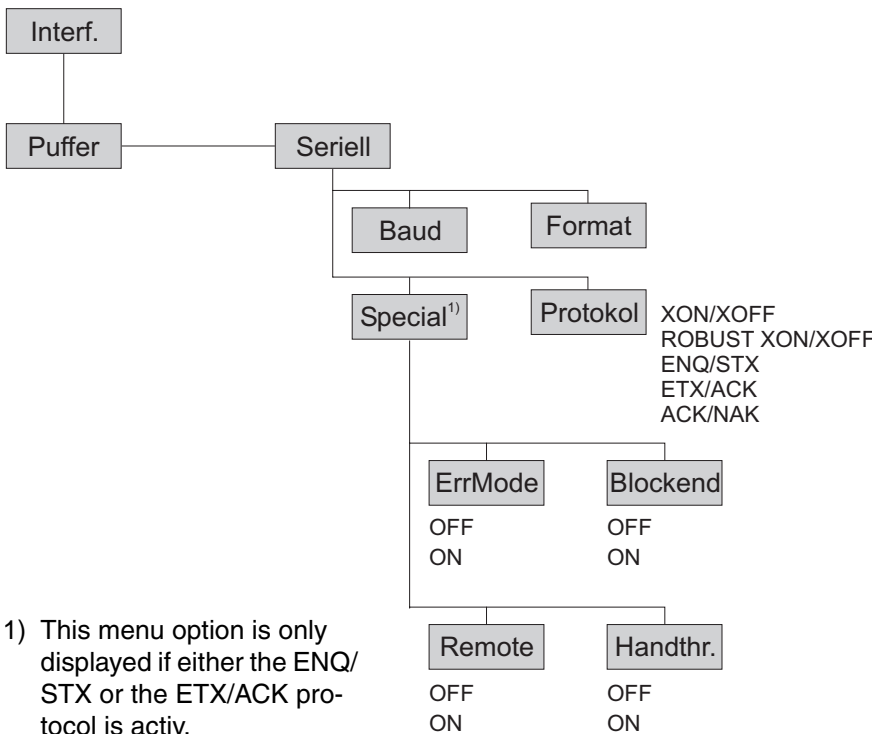 Interf.
Puffer
Seriell
Baud
Format
Special1)
Protokol
XON/XOFF
ROBUST XON/XOFF
ENQ/STX
ETX/ACK
ACK/NAK
ErrMode
Blockend
OFF
ON
OFF
ON
Remote
Handthr.
OFF
ON
OFF
ON
1) This menu option is only
displayed if either the ENQ/
STX or the ETX/ACK pro-
tocol is activ.